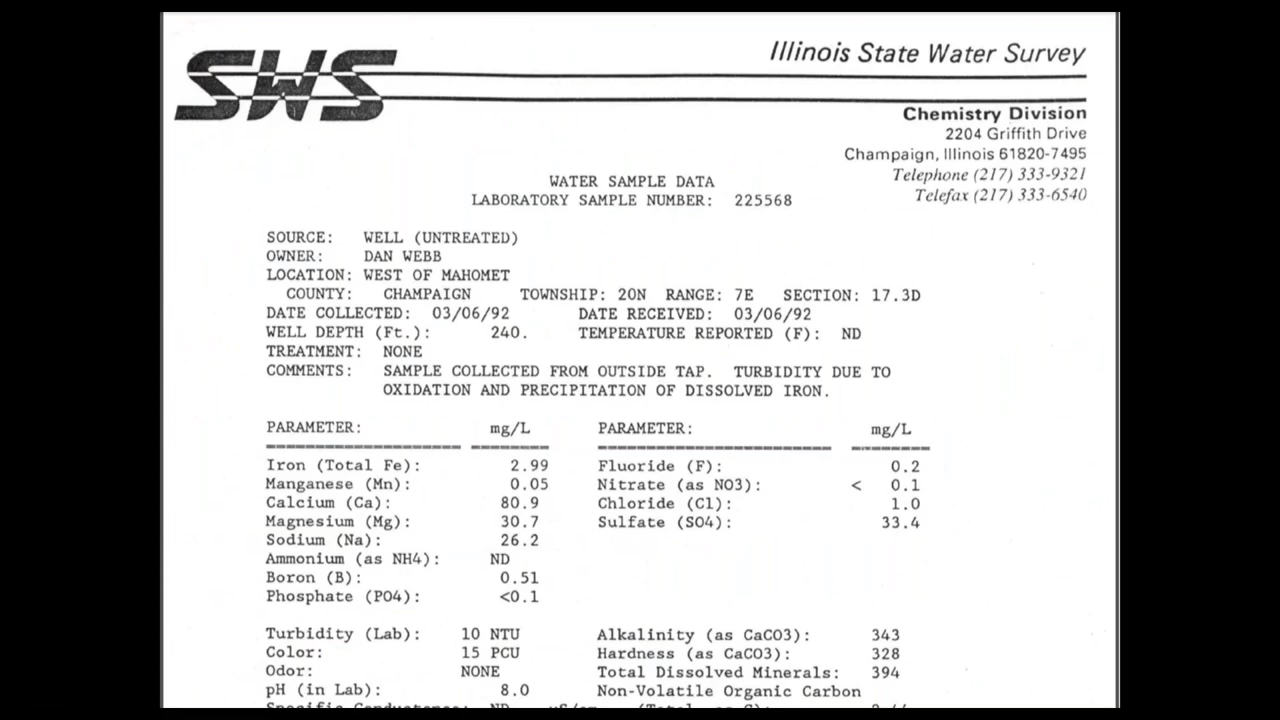 SWS
Illinois State Water Survey
Chemistry Division
2204 Griffith Drive
Champaign, Illinois 61820-7495
Telephone (217) 333-9321
Telefax (217) 333-6540
WATER SAMPLE DATA
LABORATORY SAMPLE NUMBER: 225568
SOURCE: WELL (UNTREATED)
OWNER: DAN WEBB
LOCATION: WEST OF MAHOMET
COUNTY: CHAMPAIGN TOWNSHIP: 20N RANGE: 7E SECTION: 17.3D
DATE COLLECTED: 03/06/92 DATE RECEIVED: 03/06/92
WELL DEPTH (Ft.): 240. TEMPERATURE REPORTED (F): ND
TREATMENT: NONE
COMMENTS: SAMPLE COLLECTED FROM OUTSIDE TAP. TURBIDITY DUE TO
OXIDATION AND PRECIPITATION OF DISSOLVED IRON.
PARAMETER: mg/L PARAMETER: mg/L
Iron (Total Fe): 2.99 Fluoride (F): 0.2
Manganese (Mn): 0.05 Nitrate (as NO3): < 0.1
Calcium (Ca): 80.9 Chloride (Cl): 1.0
Magnesium (Mg): 30.7 Sulfate (SO4): 33.4
Sodium (Na): 26.2
Ammonium (as NH4): ND
Boron (B): 0.51
Phosphate (PO4): <0.1
Turbidity (Lab): 10 NTU Alkalinity (as CaCO3): 343
Color: 15 PCU Hardness (as CaCO3): 328
Odor: NONE Total Dissolved Minerals: 394
pH (in Lab): 8.0 Non-Volatile Organic Carbon